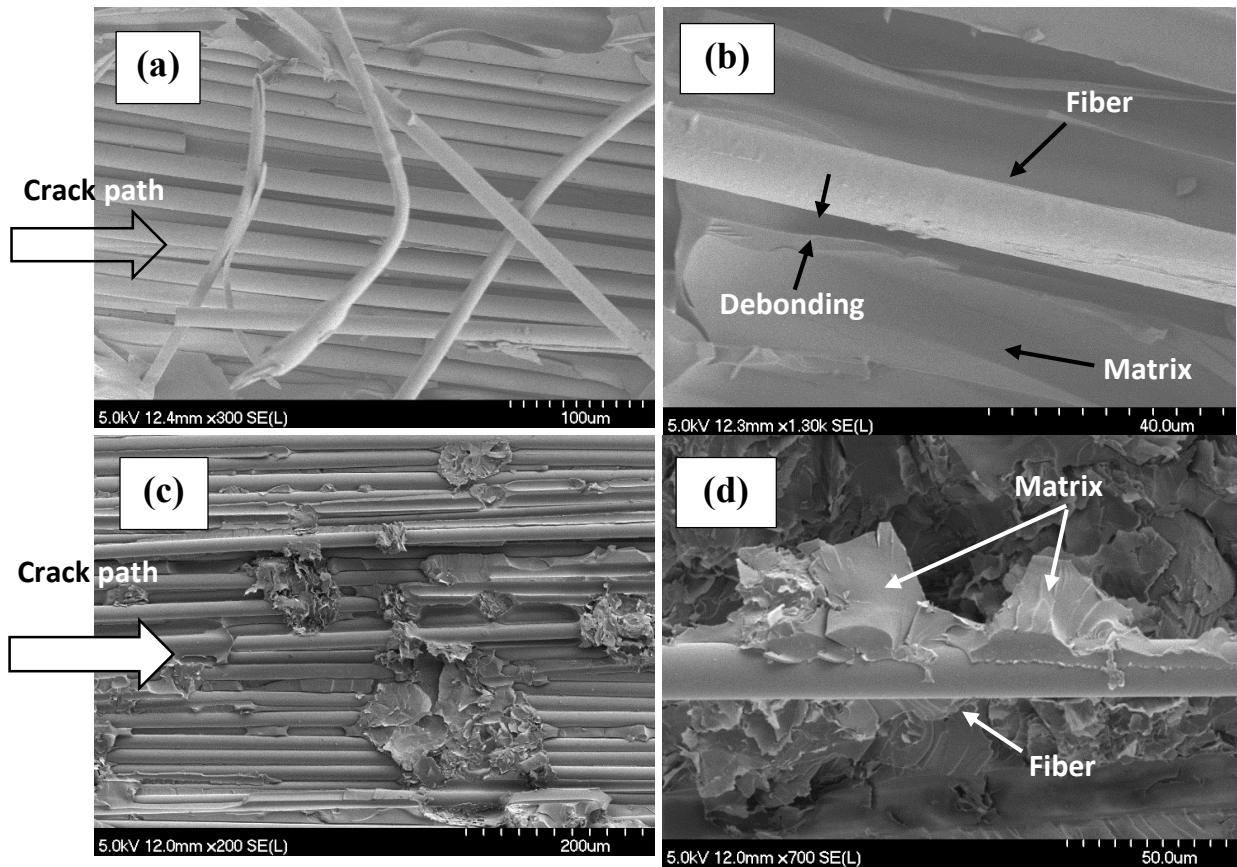 (a)
Crack path
5.0kV 12.4mm x300 SE(L)
100um
(b)
Fiber
Debonding
Matrix
5.0kV 12.3mm x1.30k SE(L)
40.0um
(c)
Crack path
5.0kV 12.0mm x200 SE(L)
200um
(d)
Matrix
Fiber
5.0kV 12.0mm x700 SE(L)
50.0um